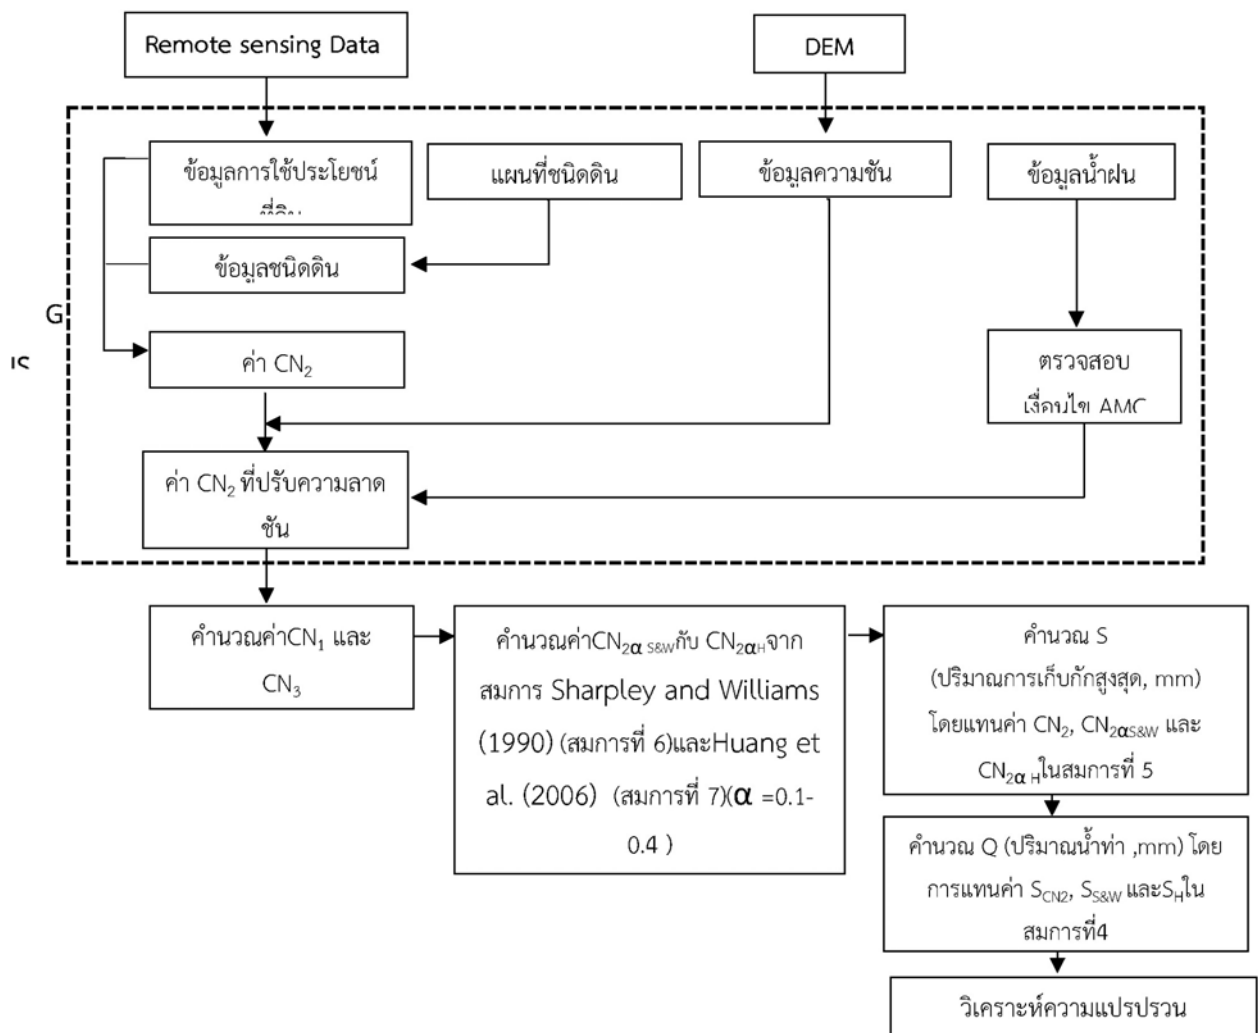 Remote sensing Data
DEM
ข้อมูลการใช้ประโยชน์
แผนที่ชนิดดิน
ข้อมูลความชัน
ข้อมูลน้ำฝน
ข้อมูลชนิดดิน
G
ค่า CN₂
ตรวจสอบ
เงื่อนไข AMC
ค่า CN₂ ที่ปรับความลาด
ชัน
คำนวณค่าCN₁ และ
CN₃
คำนวณค่าCN₂α S&W กับ CN₂αH จาก
สมการ Sharpley and Williams
(1990) (สมการที่ 6)และHuang et
al. (2006) (สมการที่ 7)(α =0.1-
0.4 )
คำนวณ S
(ปริมาณการเก็บกักสูงสุด, mm)
โดยแทนค่า CN₂, CN₂αS&W และ
CN₂α H ในสมการที่ 5
คำนวณ Q (ปริมาณน้ำท่า ,mm) โดย
การแทนค่า S_CN2, S_S&W และS_Hใน
สมการที่4
วิเคราะห์ความแปรปรวน